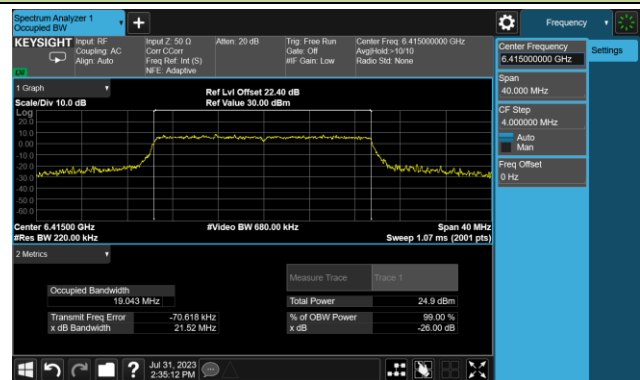 Spectrum Analyzer 1
Occupied BW
Frequency
KEYSIGHT
Input: RF
Coupling: AC
Align: Auto
Input Z: 50 Ω
Corr CCorr
Freq Ref: Int (S)
NFE: Adaptive
Atten: 20 dB
Trig: Free Run
Gate: Off
#IF Gain: Low
Center Freq: 6.415000000 GHz
Avg|Hold:>10/10
Radio Std: None
LW
Center Frequency
6.415000000 GHz
Settings
Span
40.000 MHz
CF Step
4.000000 MHz
Auto
Man
Freq Offset
0 Hz
1 Graph
Scale/Div 10.0 dB
Ref Lvl Offset 22.40 dB
Ref Value 30.00 dBm
Log
20.0
10.0
0.00
-10.0
-20.0
-30.0
-40.0
-50.0
-60.0
Center 6.41500 GHz
#Video BW 680.00 kHz
Span 40 MHz
#Res BW 220.00 kHz
Sweep 1.07 ms (2001 pts)
2 Metrics
Measure Trace
Trace 1
Occupied Bandwidth
19.043 MHz
Total Power
24.9 dBm
Transmit Freq Error
-70.618 kHz
% of OBW Power
99.00 %
x dB Bandwidth
21.52 MHz
x dB
-26.00 dB
Jul 31, 2023
2:35:12 PM